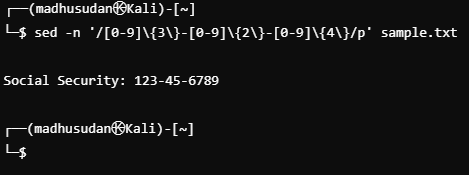 ┌──(madhusudan㉿Kali)-[~]
└─$ sed -n '/[0-9]\{3\}-[0-9]\{2\}-[0-9]\{4\}/p' sample.txt
Social Security: 123-45-6789
┌──(madhusudan㉿Kali)-[~]
└─$